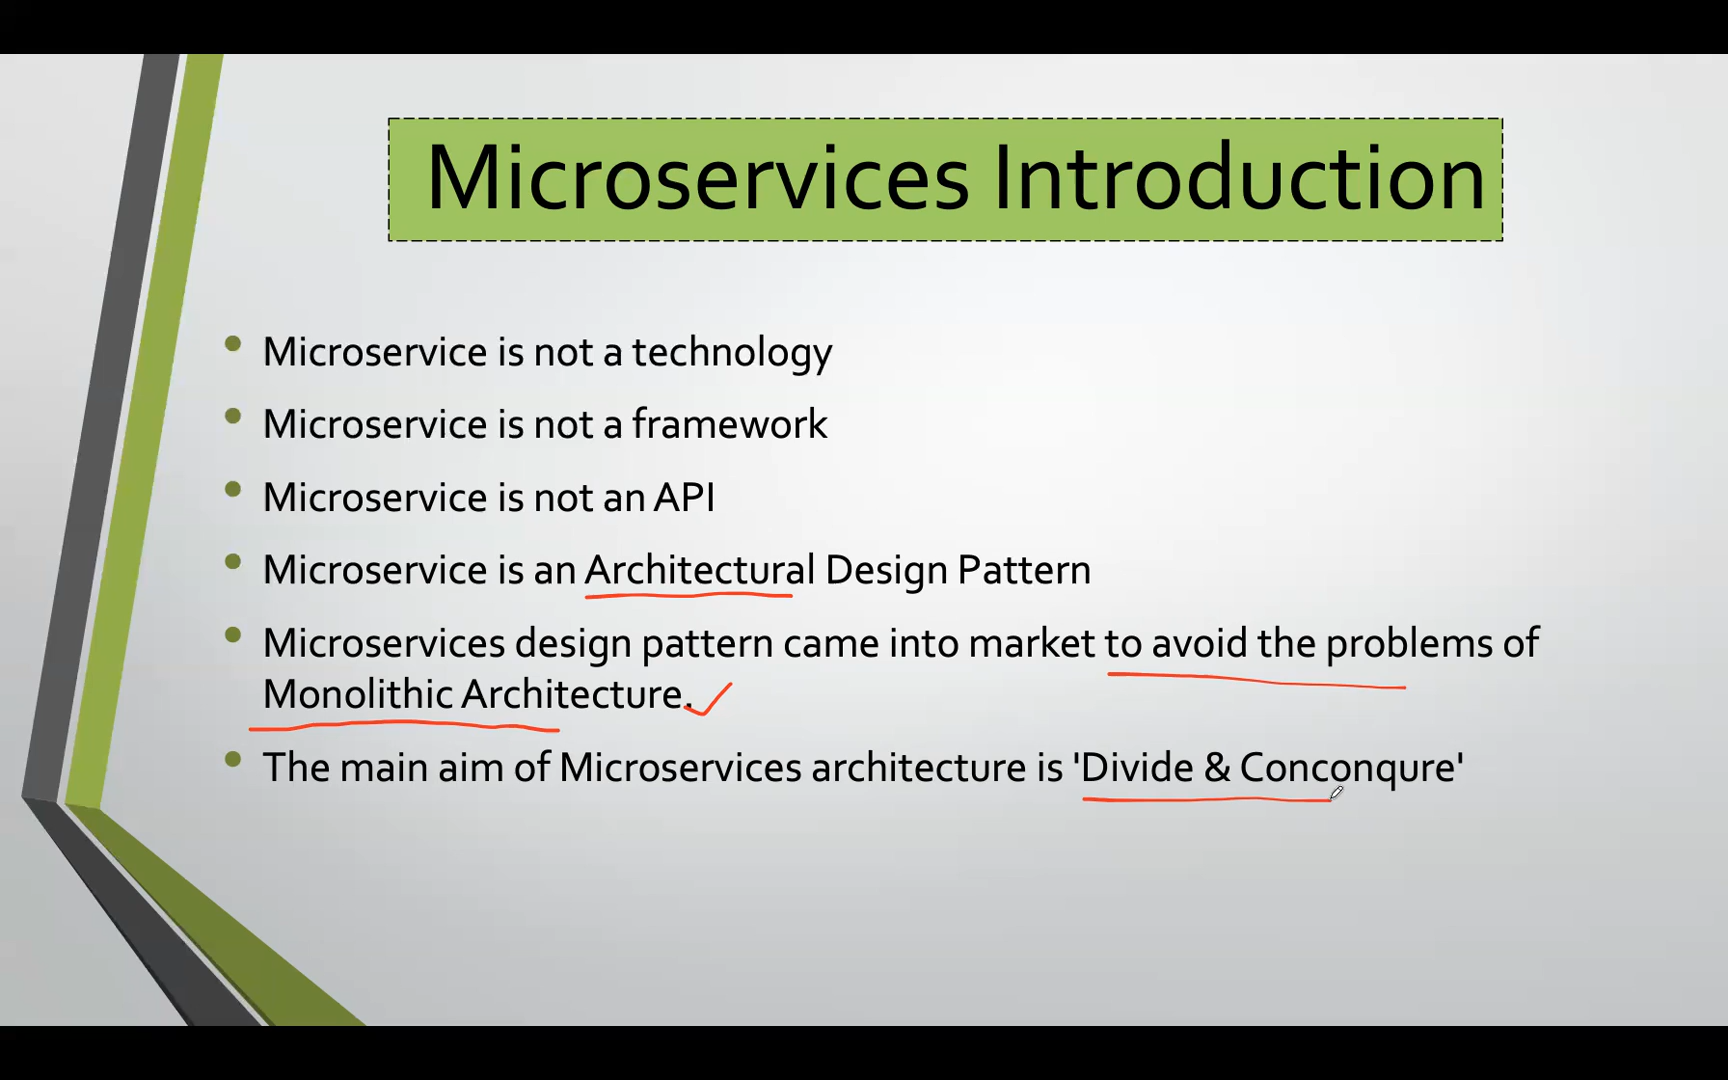 Microservices Introduction
Microservice is not a technology
Microservice is not a framework
Microservice is not an API
Microservice is an Architectural Design Pattern
Microservices design pattern came into market to avoid the problems of
Monolithic Architecture.
The main aim of Microservices architecture is 'Divide & Conconqure'